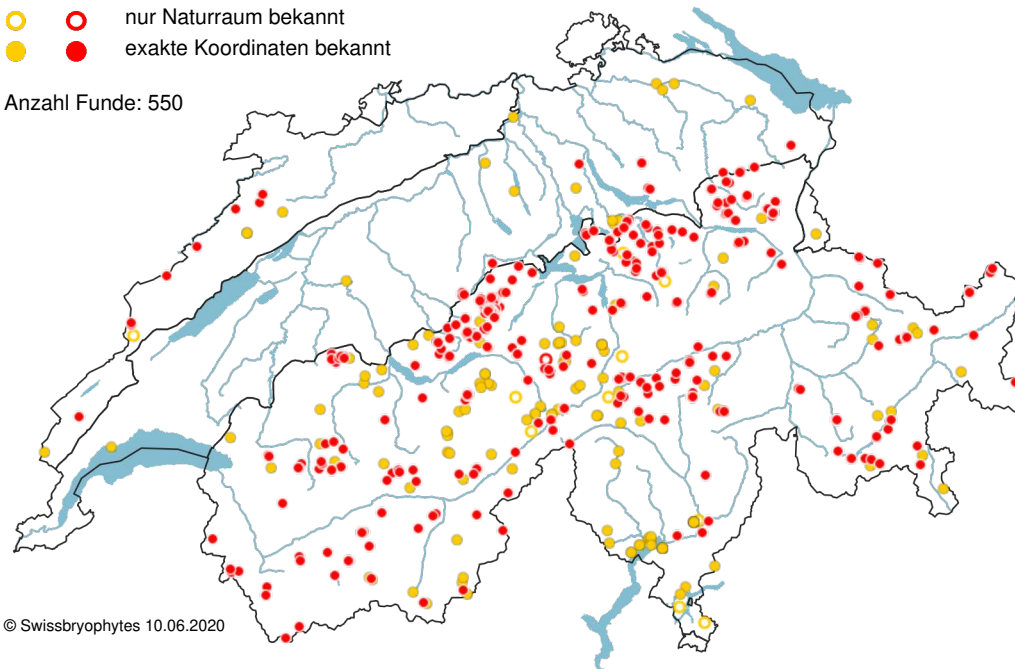 nur Naturraum bekannt
exakte Koordinaten bekannt
Anzahl Funde: 550
© Swissbryophytes 10.06.2020